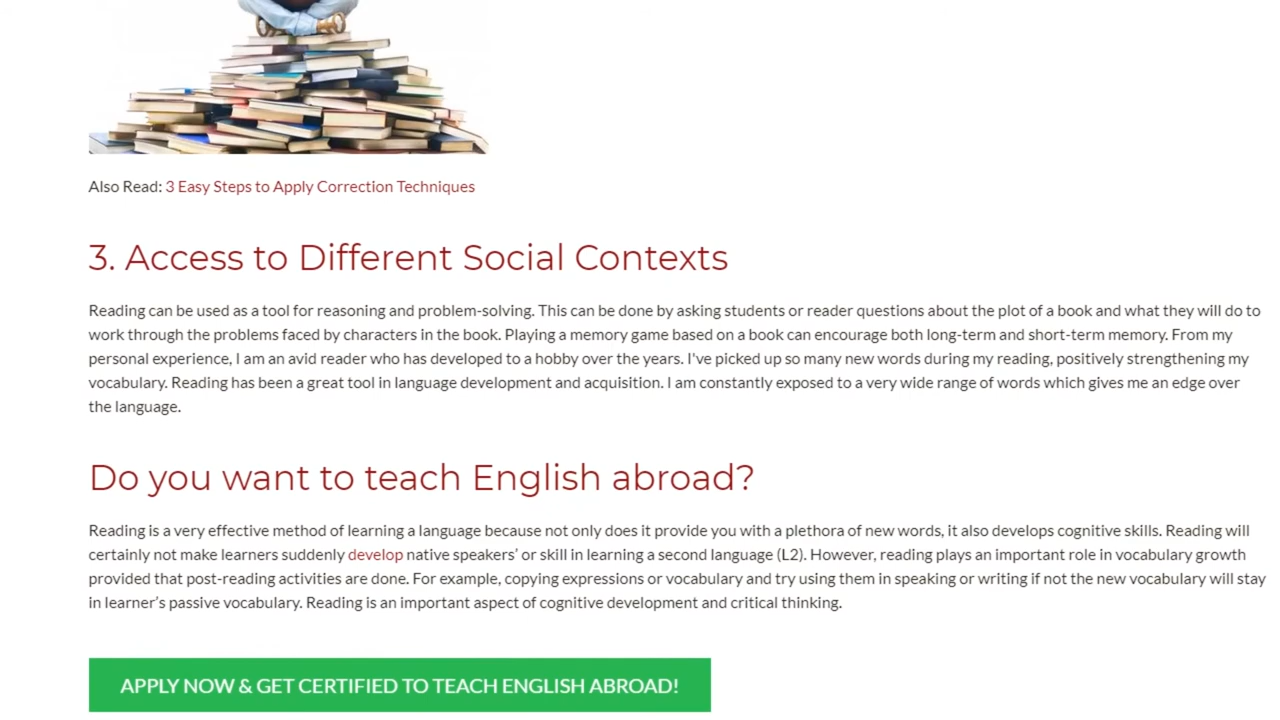 Also Read: 3 Easy Steps to Apply Correction Techniques
3. Access to Different Social Contexts
Reading can be used as a tool for reasoning and problem-solving. This can be done by asking students or reader questions about the plot of a book and what they will do to
work through the problems faced by characters in the book. Playing a memory game based on a book can encourage both long-term and short-term memory. From my
personal experience, I am an avid reader who has developed to a hobby over the years. I've picked up so many new words during my reading, positively strengthening my
vocabulary. Reading has been a great tool in language development and acquisition. I am constantly exposed to a very wide range of words which gives me an edge over
the language.
Do you want to teach English abroad?
Reading is a very effective method of learning a language because not only does it provide you with a plethora of new words, it also develops cognitive skills. Reading will
certainly not make learners suddenly develop native speakers’ or skill in learning a second language (L2). However, reading plays an important role in vocabulary growth
provided that post-reading activities are done. For example, copying expressions or vocabulary and try using them in speaking or writing if not the new vocabulary will stay
in learner’s passive vocabulary. Reading is an important aspect of cognitive development and critical thinking.
APPLY NOW & GET CERTIFIED TO TEACH ENGLISH ABROAD!